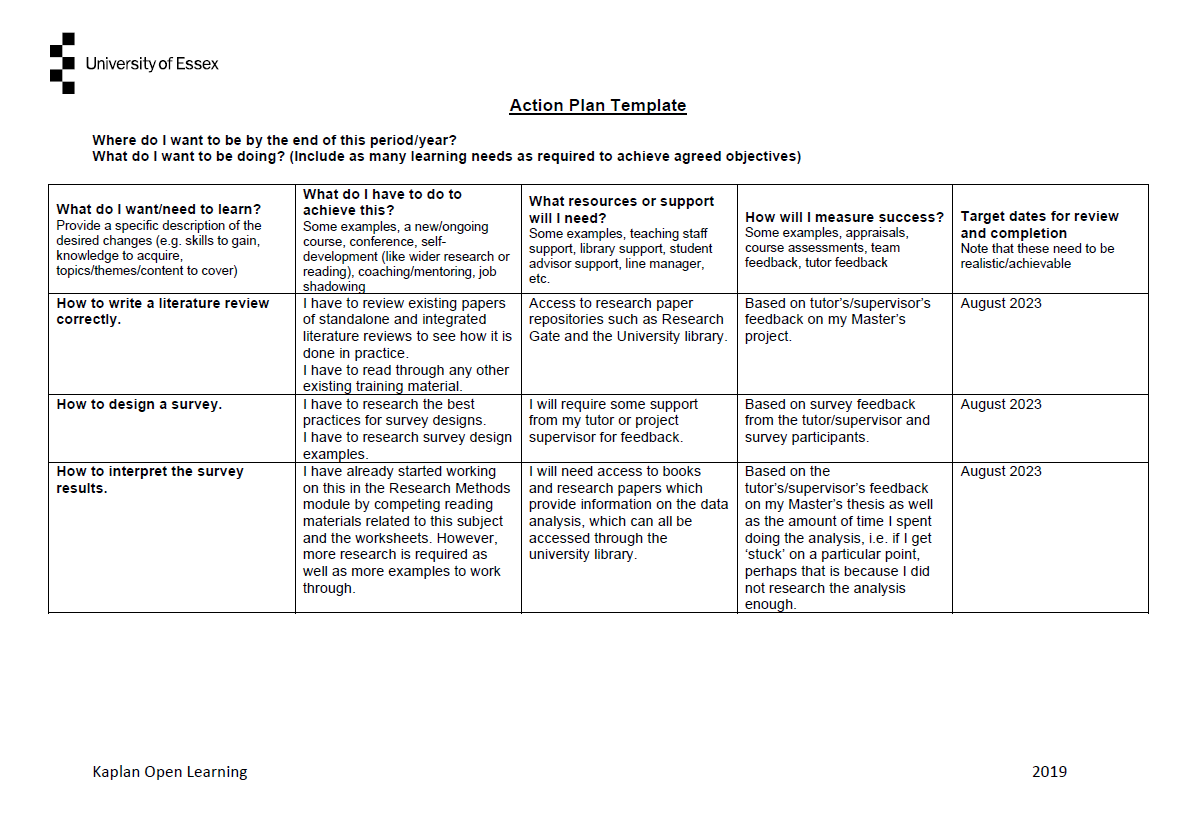 University of Essex
Action Plan Template
Where do I want to be by the end of this period/year?
What do I want to be doing? (Include as many learning needs as required to achieve agreed objectives)
What do I want/need to learn?
Provide a specific description of the
desired changes (e.g. skills to gain,
knowledge to acquire,
topics/themes/content to cover)
What do I have to do to
achieve this?
Some examples, a new/ongoing
course, conference, self-
development (like wider research or
reading), coaching/mentoring, job
shadowing
What resources or support
will I need?
Some examples, teaching staff
support, library support, student
advisor support, line manager,
etc.
How will I measure success?
Some examples, appraisals,
course assessments, team
feedback, tutor feedback
Target dates for review
and completion
Note that these need to be
realistic/achievable
How to write a literature review
correctly.
I have to review existing papers
of standalone and integrated
literature reviews to see how it is
done in practice.
I have to read through any other
existing training material.
Access to research paper
repositories such as Research
Gate and the University library.
Based on tutor's/supervisor's
feedback on my Master's
project.
August 2023
How to design a survey.
I have to research the best
practices for survey designs.
I have to research survey design
examples.
I will require some support
from my tutor or project
supervisor for feedback.
Based on survey feedback
from the tutor/supervisor and
survey participants.
August 2023
How to interpret the survey
results.
I have already started working
on this in the Research Methods
module by competing reading
materials related to this subject
and the worksheets. However,
more research is required as
well as more examples to work
through.
I will need access to books
and research papers which
provide information on the data
analysis, which can all be
accessed through the
university library.
Based on the
tutor's/supervisor's feedback
on my Master's thesis as well
as the amount of time I spent
doing the analysis, i.e. if I get
‘stuck’ on a particular point,
perhaps that is because I did
not research the analysis
enough.
August 2023
Kaplan Open Learning
2019